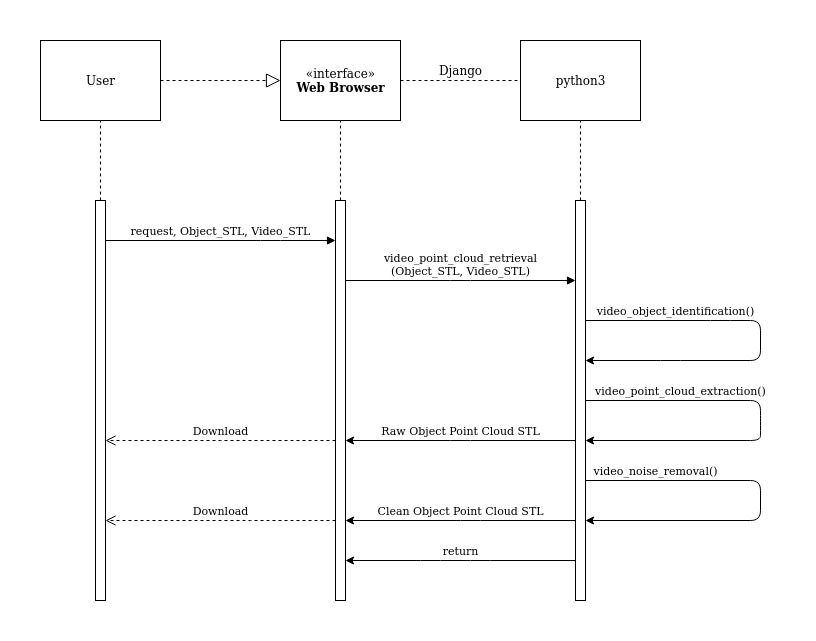 User
«interface»
Web Browser
Django
python3
request, Object_STL, Video_STL
video_point_cloud_retrieval
(Object_STL, Video_STL)
video_object_identification()
video_point_cloud_extraction()
Download
Raw Object Point Cloud STL
video_noise_removal()
Download
Clean Object Point Cloud STL
return